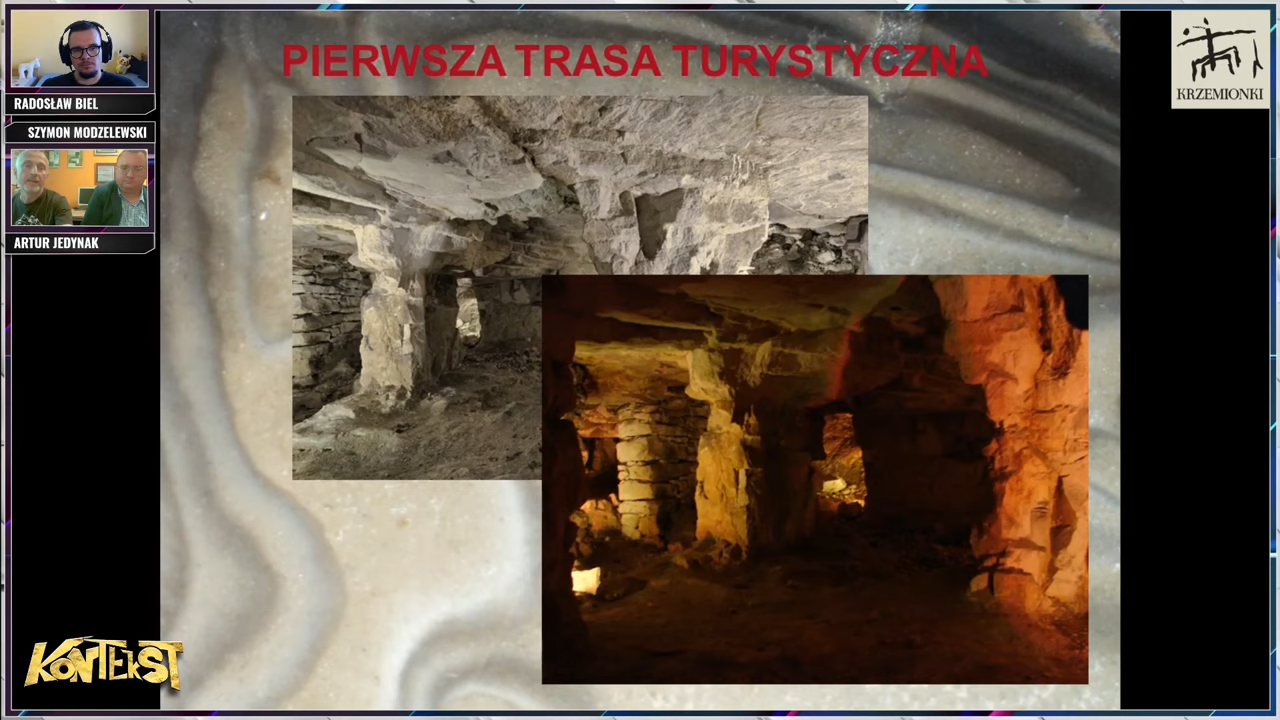 PIERWSZA TRASA TURYSTYCZNA
RADOSŁAW BIEL
SZYMON MODZELEWSKI
ARTUR JEDYNAK
KRZEMIONKI
KONTEKST